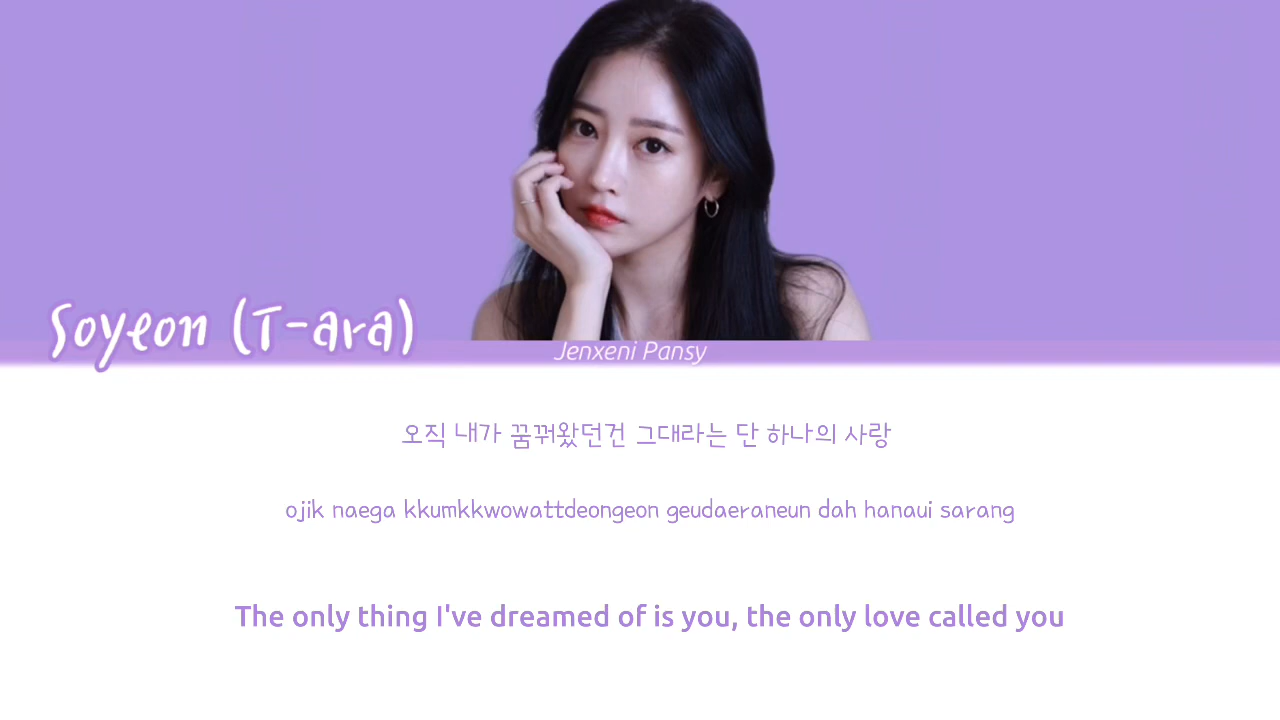 Soyeon (T-ara)
Jenxeni Pansy
오직 내가 꿈꿔왔던건 그대라는 단 하나의 사랑
ojik naega kkumkkwowattdeongeon geudaeraneun dah hanaui sarang
The only thing I've dreamed of is you, the only love called you